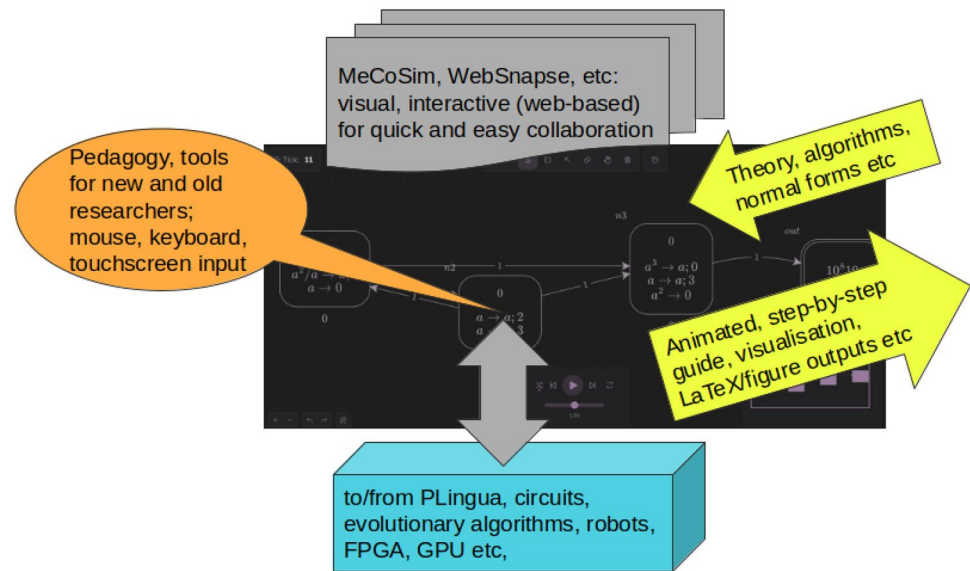 MeCoSim, WebSnapse, etc:
visual, interactive (web-based)
for quick and easy collaboration
Pedagogy, tools
for new and old
researchers;
mouse, keyboard,
touchscreen input
Theory, algorithms,
normal forms etc
Tick: 11
n3
0
a³ → a; 0
a → a; 3
a² → 0
out
1
1
1
1
n2
0
a → a; 2
3
a → 0
0
Animated, step-by-step
guide, visualisation,
LaTeX/figure outputs etc
to/from PLingua, circuits,
evolutionary algorithms, robots,
FPGA, GPU etc,